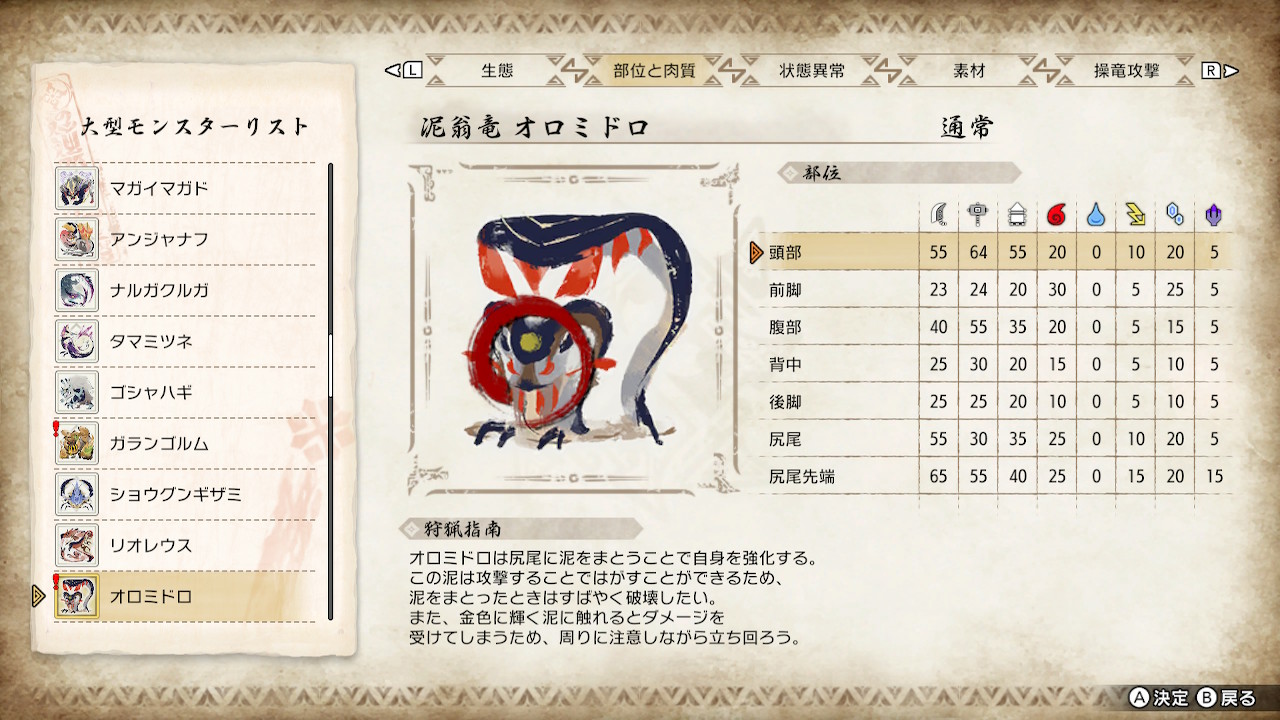 L 生態 部位と肉質 状態異常 素材 操竜攻撃 R
大型モンスターリスト
マガイマガド
アンジャナフ
ナルガクルガ
タマミツネ
ゴシャハギ
ガランゴルム
ショウグンギザミ
リオレウス
オロミドロ
泥翁竜 オロミドロ 通常
部位
頭部 55 64 55 20 0 10 20 5
前脚 23 24 20 30 0 5 25 5
腹部 40 55 35 20 0 5 15 5
背中 25 30 20 15 0 5 10 5
後脚 25 25 20 10 0 5 10 5
尻尾 55 30 35 25 0 10 20 5
尻尾先端 65 55 40 25 0 15 20 15
狩猟指南
オロミドロは尻尾に泥をまとうことで自身を強化する。
この泥は攻撃することではがすことができるため、
泥をまとったときはすばやく破壊したい。
また、金色に輝く泥に触れるとダメージを
受けてしまうため、周りに注意しながら立ち回ろう。
A 決定 B 戻る